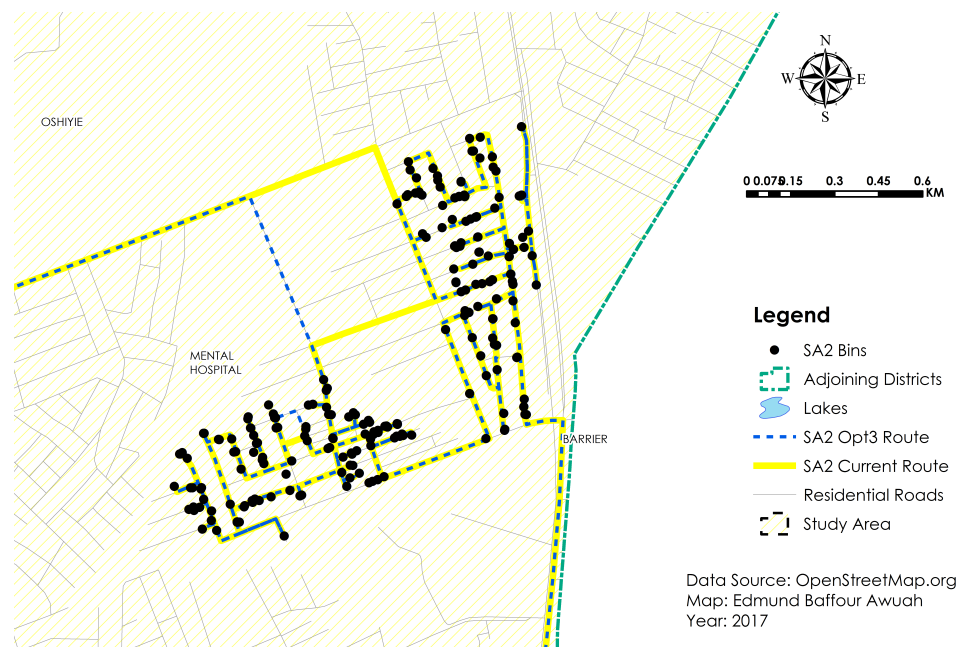 N
W E
S
OSHIYIE
0 0.075 0.15 0.3 0.45 0.6
KM
Legend
MENTAL
HOSPITAL
SA2 Bins
Adjoining Districts
Lakes
SA2 Opt3 Route
BARRIER
SA2 Current Route
Residential Roads
Study Area
Data Source: OpenStreetMap.org
Map: Edmund Baffour Awuah
Year: 2017